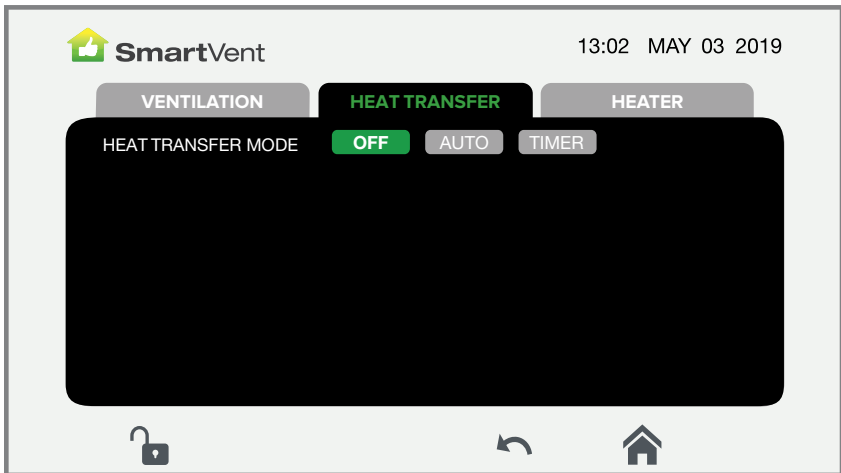 SmartVent
13:02 MAY 03 2019
VENTILATION HEAT TRANSFER HEATER
HEAT TRANSFER MODE OFF AUTO TIMER